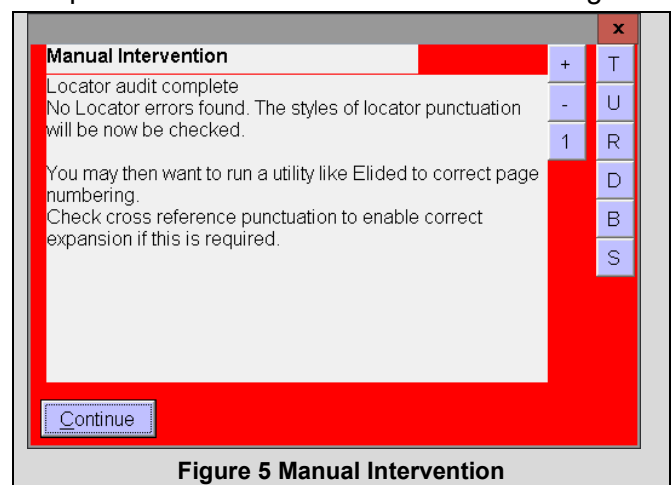 x
Manual Intervention
+ T
Locator audit complete
No Locator errors found. The styles of locator punctuation
will be now be checked.
- U
1 R
You may then want to run a utility like Elided to correct page
numbering.
D
Check cross reference punctuation to enable correct
expansion if this is required.
B
S
Continue
Figure 5 Manual Intervention